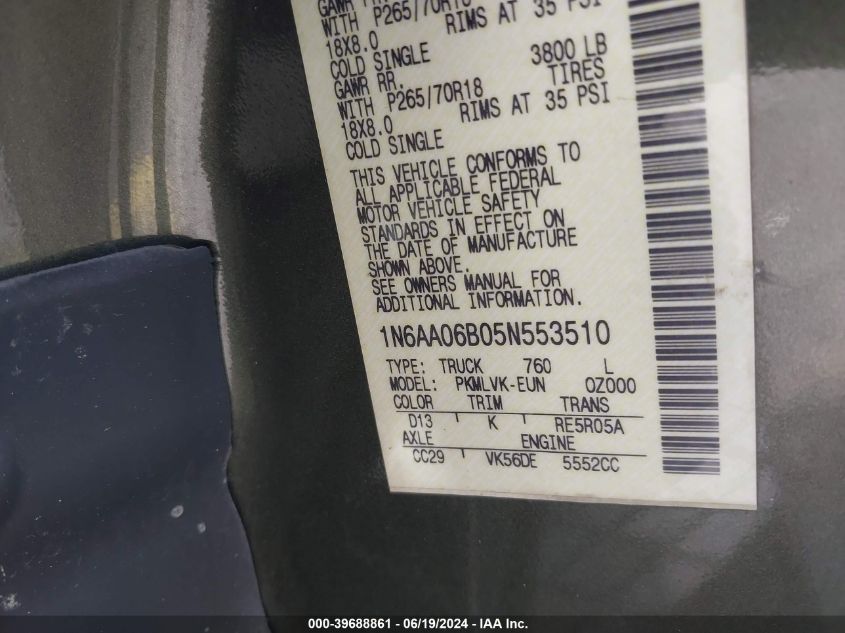 GAWR
WITH P265/70R18
18X8.0 RIMS AT 35 PSI
COLD SINGLE
GAWR RR. 3800 LB
WITH P265/70R18 TIRES
18X8.0 RIMS AT 35 PSI
COLD SINGLE
THIS VEHICLE CONFORMS TO
ALL APPLICABLE FEDERAL
MOTOR VEHICLE SAFETY
STANDARDS IN EFFECT ON
THE DATE OF MANUFACTURE
SHOWN ABOVE.
SEE OWNERS MANUAL FOR
ADDITIONAL INFORMATION.
1N6AA06B05N553510
TYPE: TRUCK 760 L
MODEL: PKMLVK-EUN 0Z000
COLOR TRIM TRANS
D13 K RE5R05A
AXLE ENGINE
CC29 VK56DE 5552CC
000-39688861 - 06/19/2024 - IAA Inc.